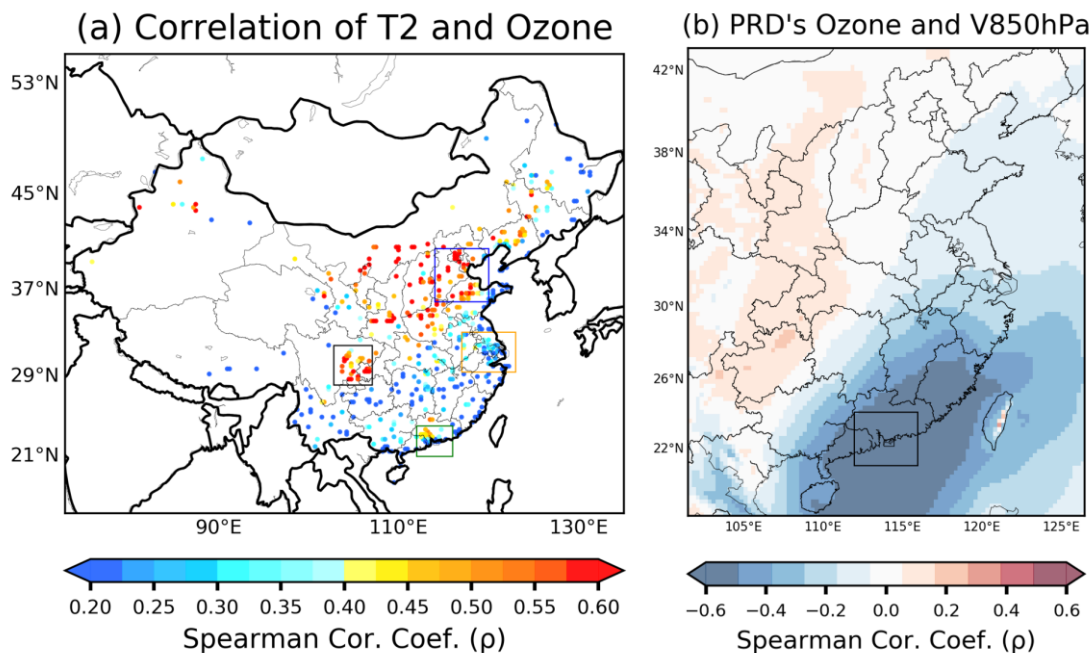 (a) Correlation of T2 and Ozone
53°N
45°N
37°N
29°N
21°N
90°E 110°E 130°E
0.20 0.25 0.30 0.35 0.40 0.45 0.50 0.55 0.60
Spearman Cor. Coef. (ρ)
(b) PRD's Ozone and V850hPa
42°N
38°N
34°N
30°N
26°N
22°N
105°E 110°E 115°E 120°E 125°E
−0.6 −0.4 −0.2 0.0 0.2 0.4 0.6
Spearman Cor. Coef. (ρ)